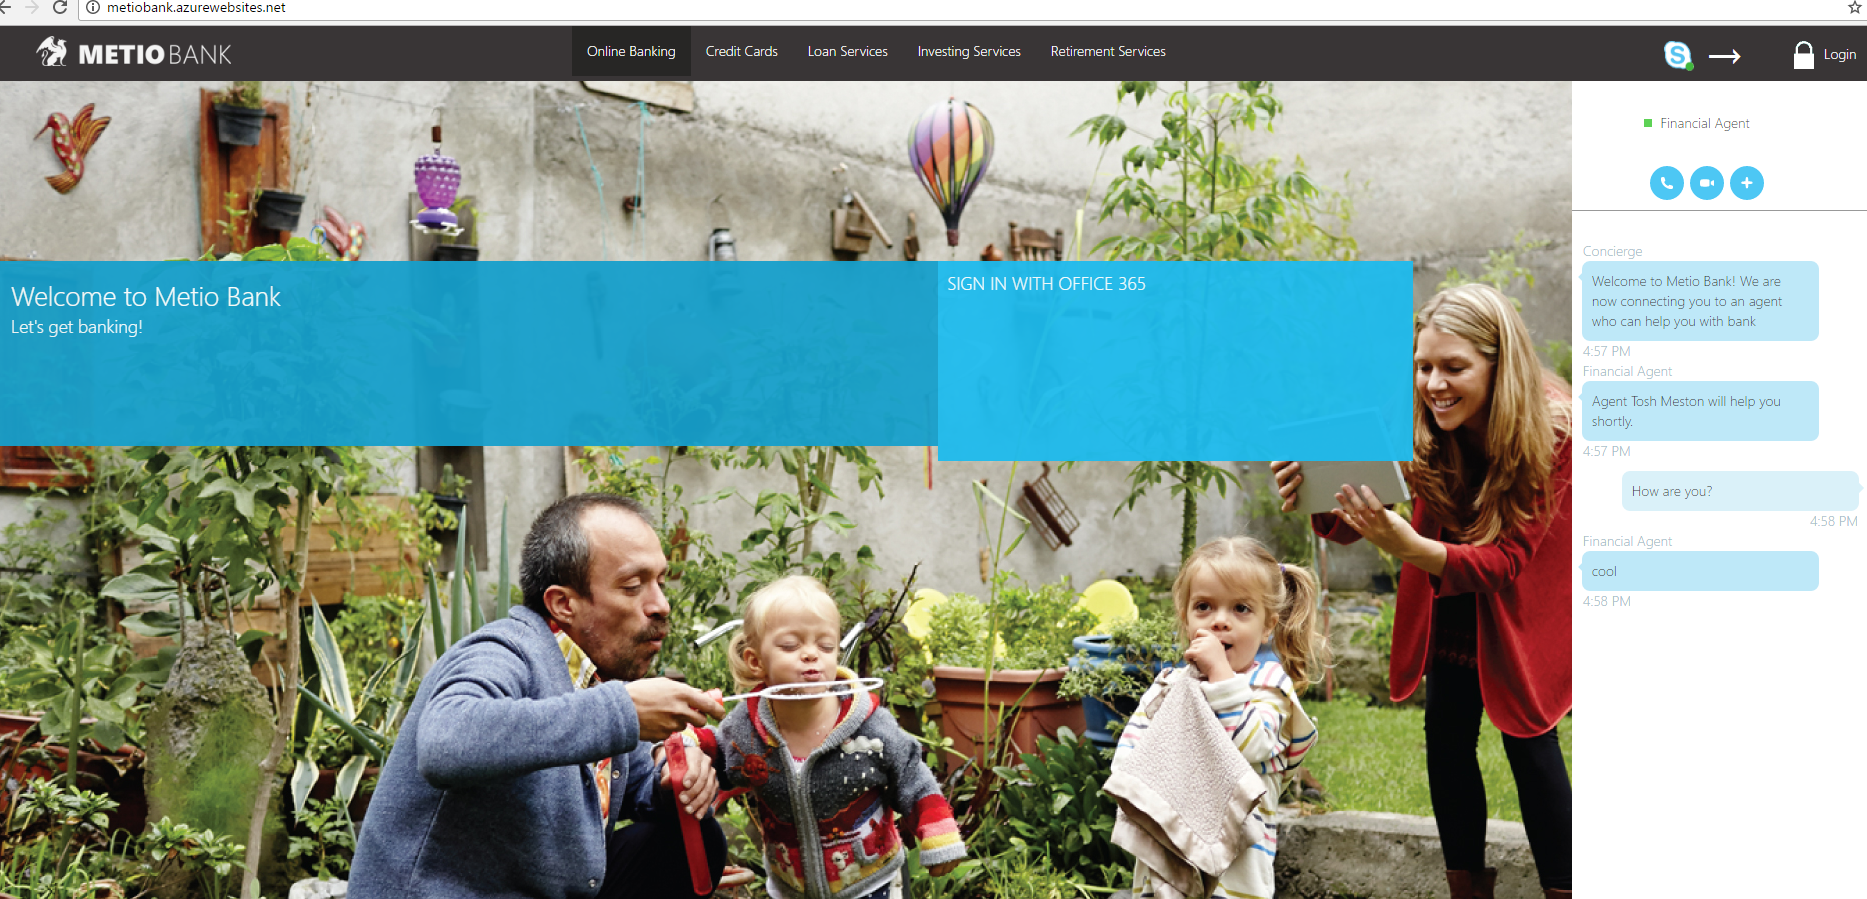 metiobank.azurewebsites.net
METIO BANK
Online Banking
Credit Cards
Loan Services
Investing Services
Retirement Services
Login
Financial Agent
Welcome to Metio Bank
Let's get banking!
SIGN IN WITH OFFICE 365
Concierge
Welcome to Metio Bank! We are
now connecting you to an agent
who can help you with bank
4:57 PM
Financial Agent
Agent Tosh Meston will help you
shortly.
4:57 PM
How are you?
4:58 PM
Financial Agent
cool
4:58 PM